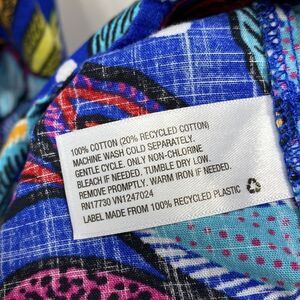 100% COTTON (20% RECYCLED COTTON)
MACHINE WASH COLD SEPARATELY.
GENTLE CYCLE. ONLY NON-CHLORINE
BLEACH IF NEEDED. TUMBLE DRY LOW.
REMOVE PROMPTLY. WARM IRON IF NEEDED.
RN17730 VN1247024
LABEL MADE FROM 100% RECYCLED PLASTIC